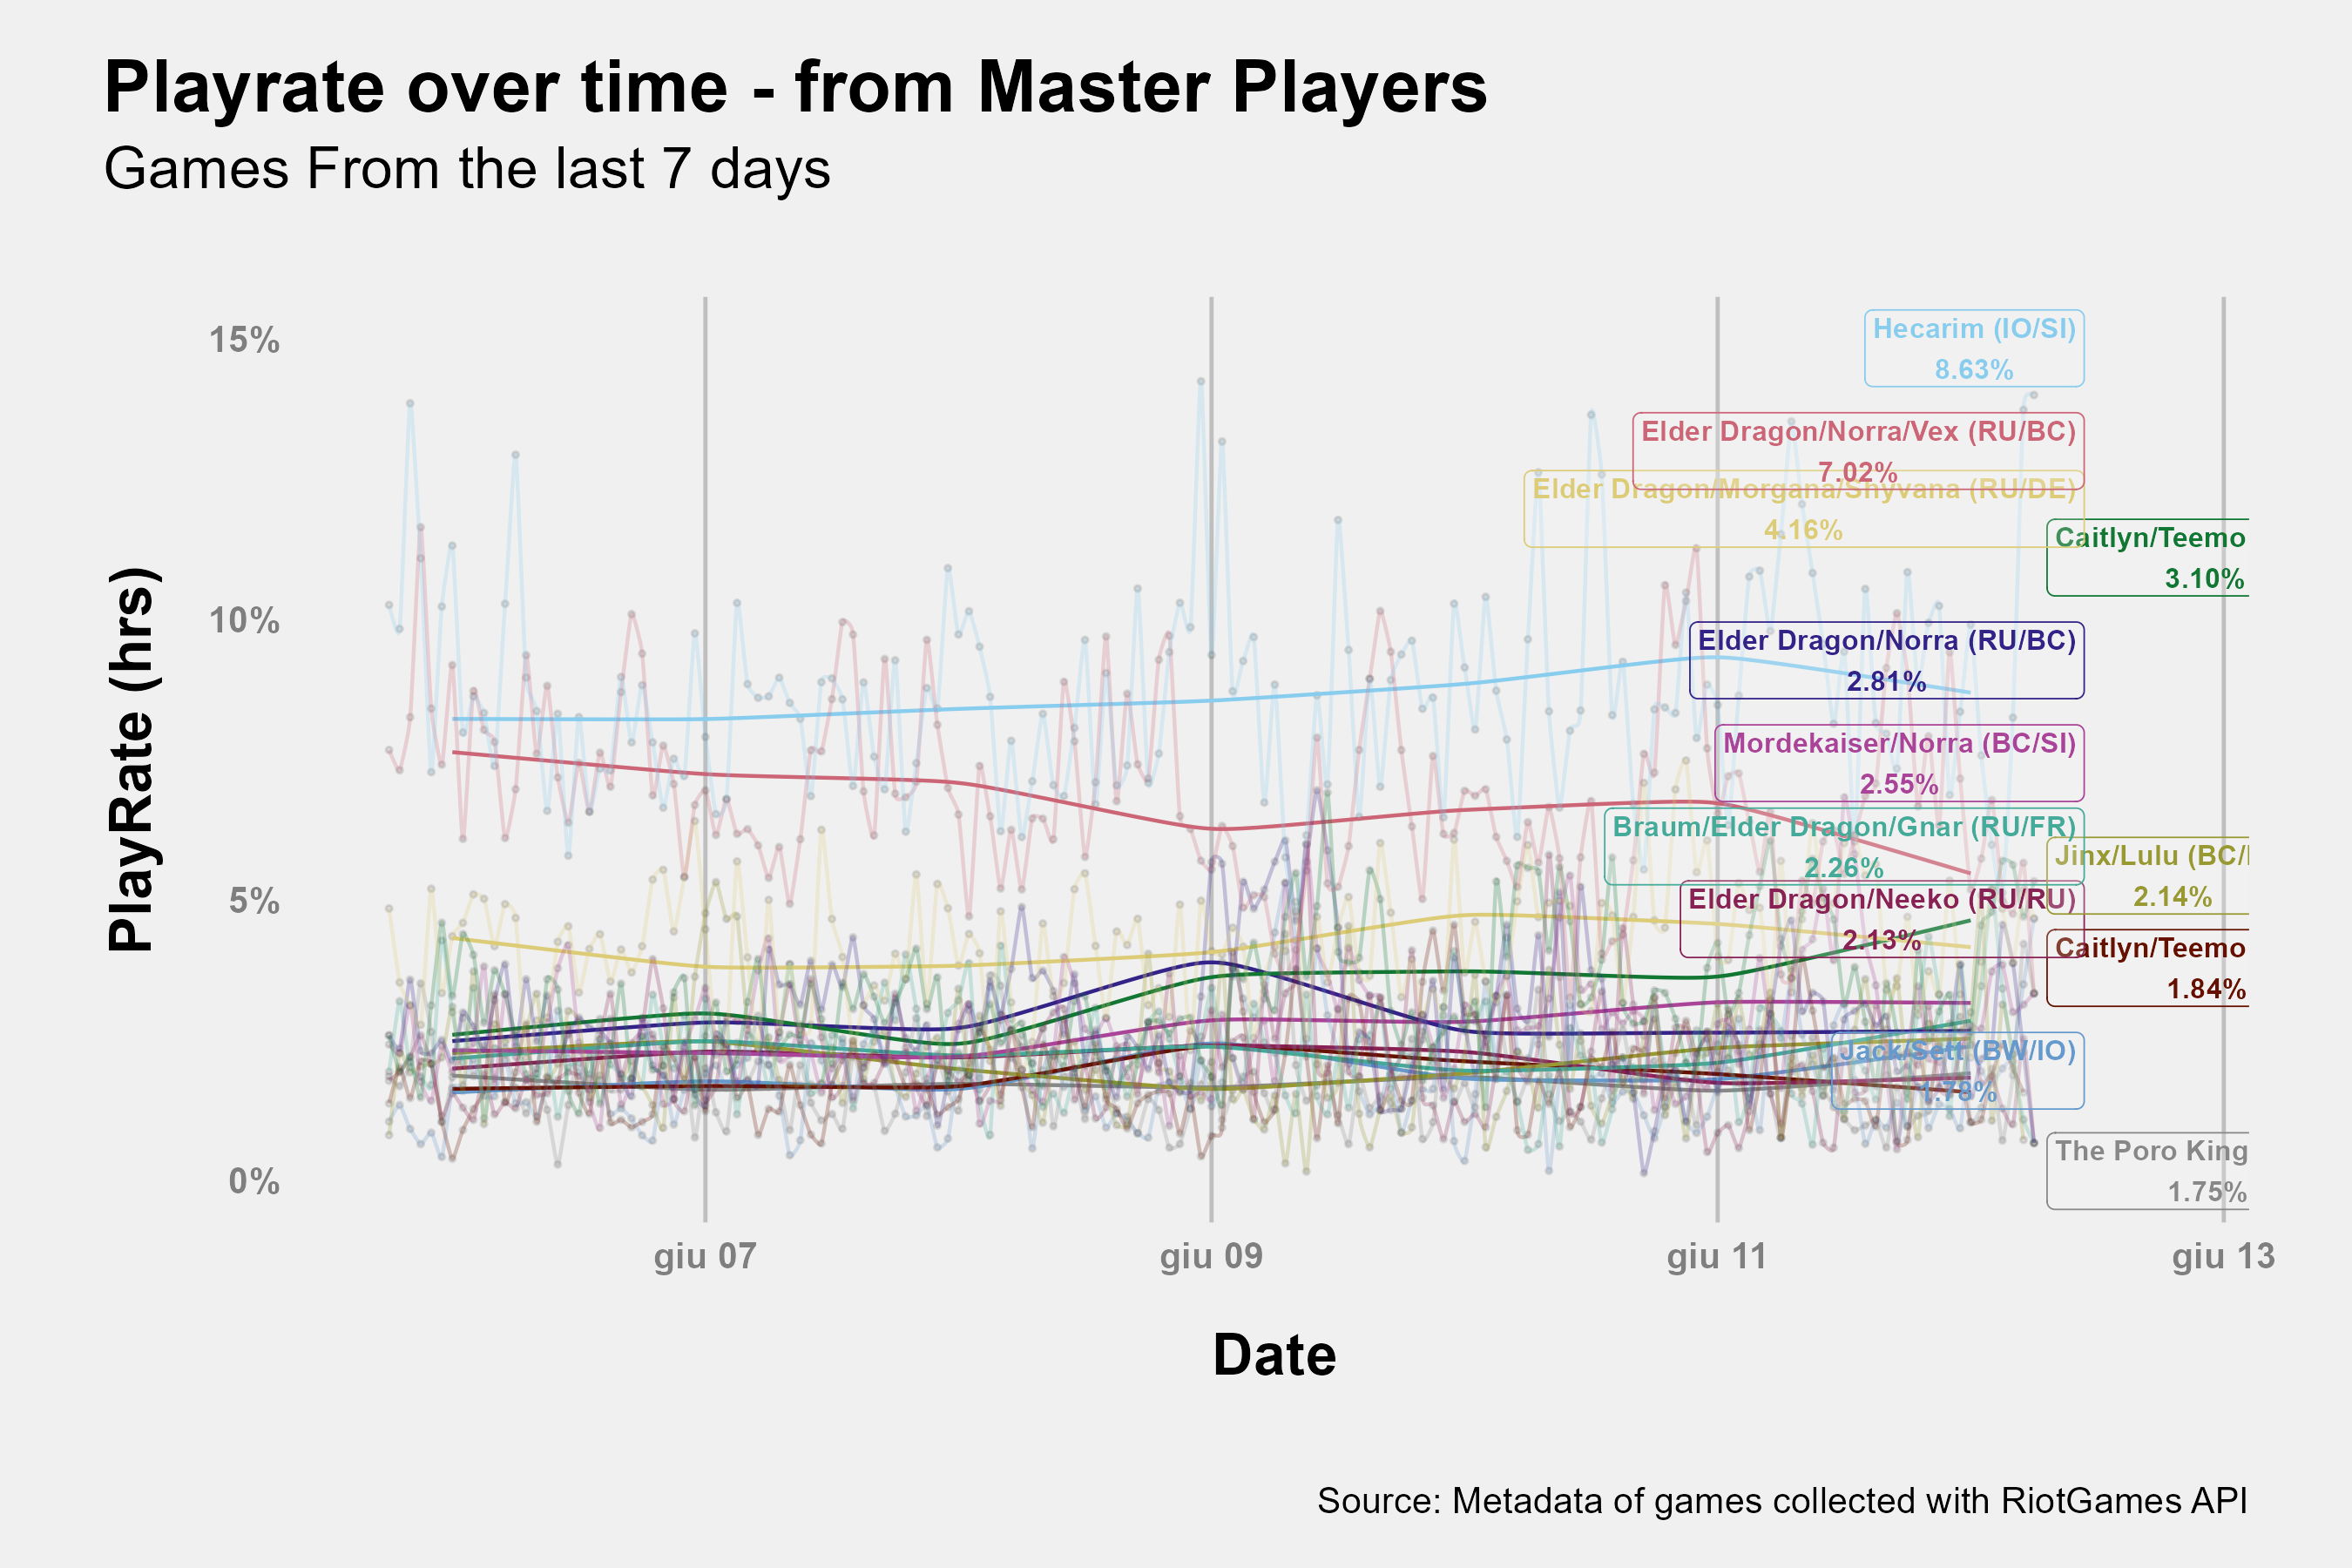 Playrate over time - from Master Players
Games From the last 7 days
PlayRate (hrs)
15%
10%
5%
0%
Hecarim (IO/SI)
8.63%
Elder Dragon/Norra/Vex (RU/BC)
7.02%
Elder Dragon/Morgana/Shyvana (RU/DE)
4.16%
Caitlyn/Teemo
3.10%
Elder Dragon/Norra (RU/BC)
2.81%
Mordekaiser/Norra (BC/SI)
2.55%
Braum/Elder Dragon/Gnar (RU/FR)
2.26%
Jinx/Lulu (BC/
2.14%
Elder Dragon/Neeko (RU/RU)
2.13%
Caitlyn/Teemo
1.84%
Jack/Sett (BW/IO)
1.78%
The Poro King
1.75%
giu 07
giu 09
giu 11
giu 13
Date
Source: Metadata of games collected with RiotGames API